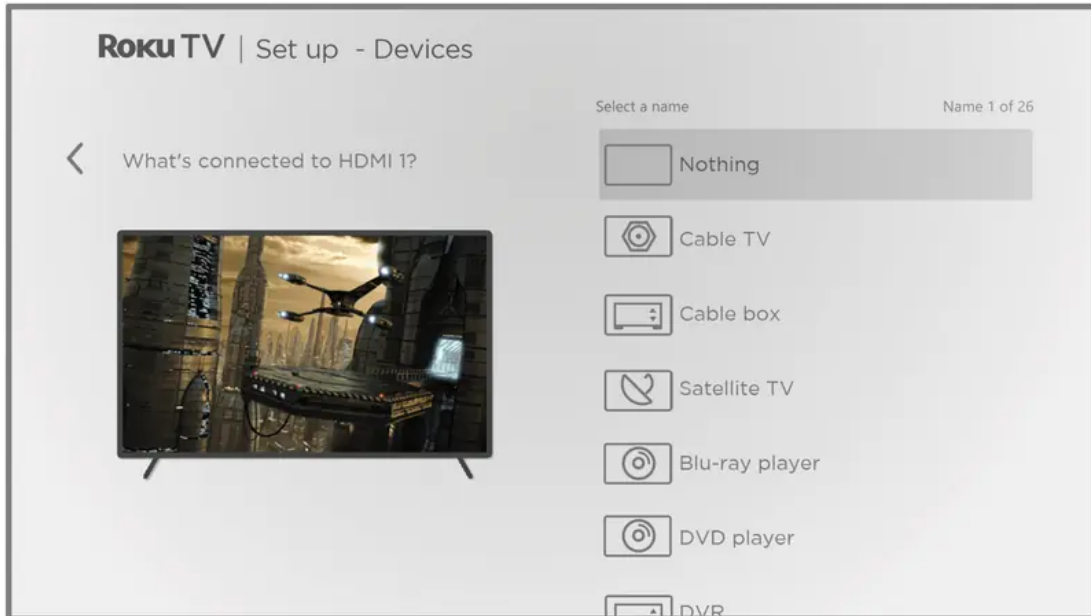 Roku TV | Set up - Devices
Select a name
Name 1 of 26
What's connected to HDMI 1?
Nothing
Cable TV
Cable box
Satellite TV
Blu-ray player
DVD player
DVR